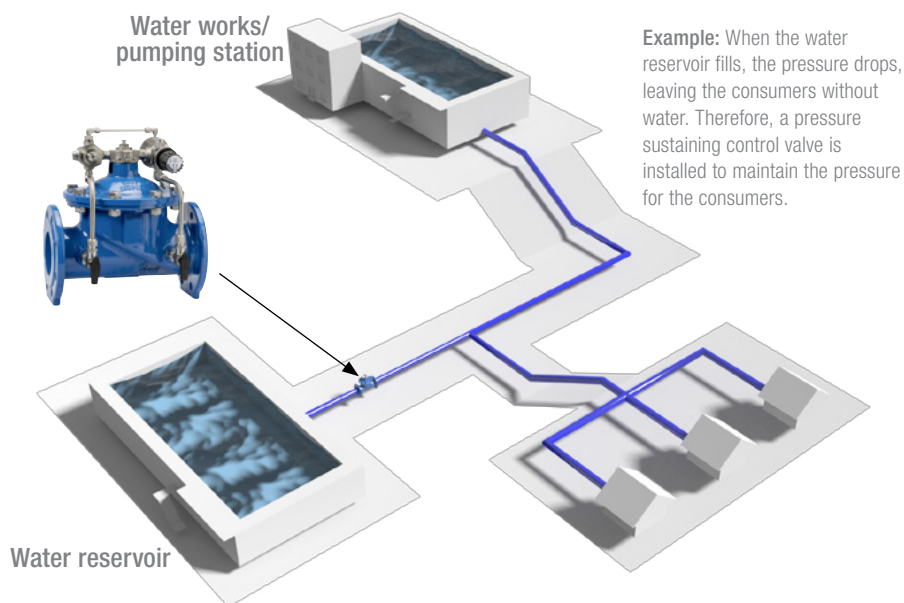 Water works/
pumping station
Example: When the water
reservoir fills, the pressure drops,
leaving the consumers without
water. Therefore, a pressure
sustaining control valve is
installed to maintain the pressure
for the consumers.
Water reservoir